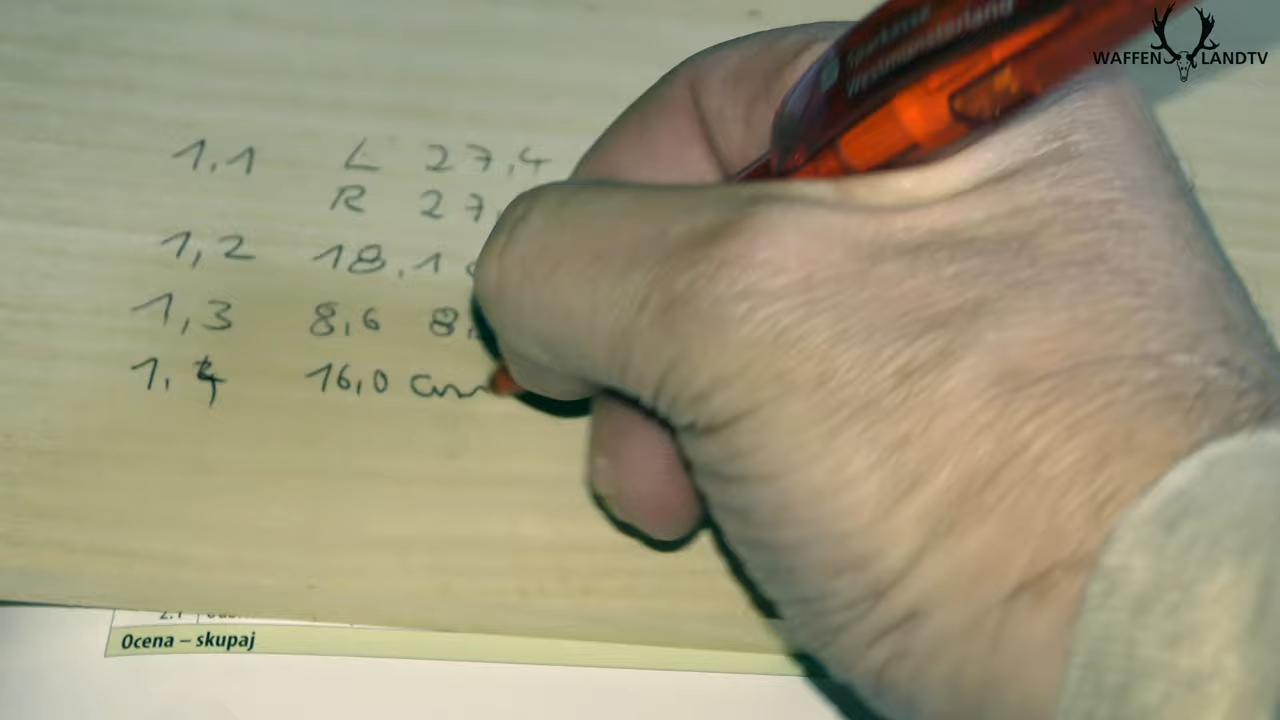 WAFFEN LANDTV
Westmünsterland
1,1 L 27,4
R 27,
1,2 18,1
1,3 8,6 8,
1,4 16,0 cm
2.1
Ocena – skupaj